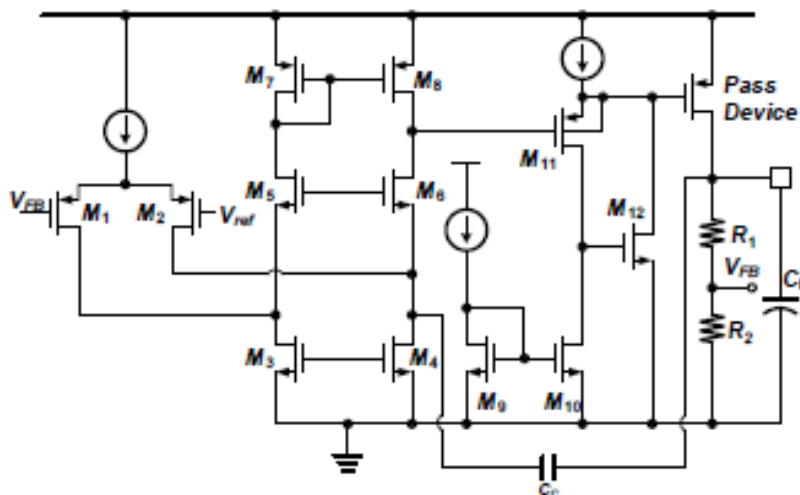 M7
M8
Pass
Device
M11
M5
M6
VFB
M1
M2
Vref
M12
R1
VFB
R2
M3
M4
M9
M10
CC